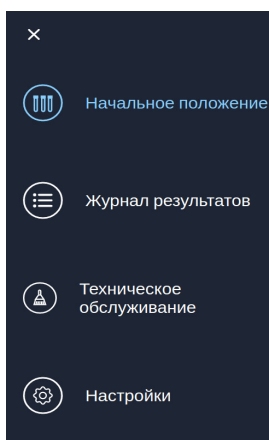 Начальное положение
Журнал результатов
Техническое
обслуживание
Настройки